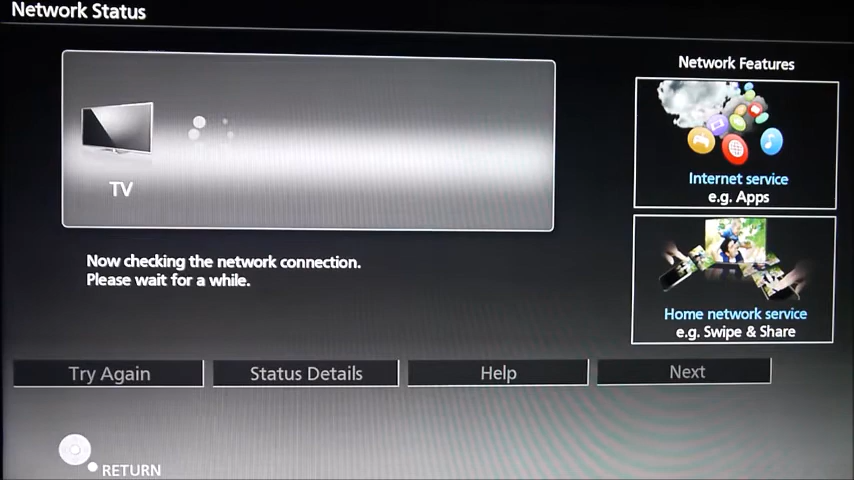 Network Status
TV
Now checking the network connection.
Please wait for a while.
Network Features
Internet service
e.g. Apps
Home network service
e.g. Swipe & Share
Try Again
Status Details
Help
Next
RETURN